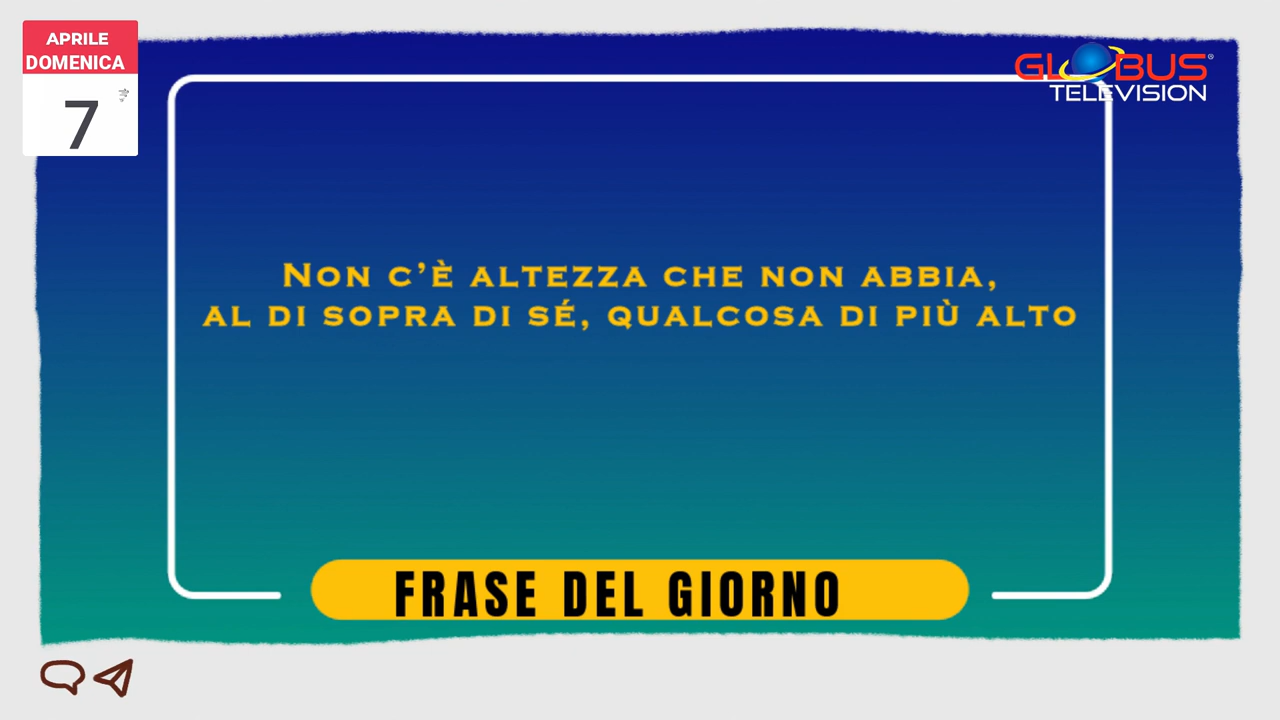 APRILE
DOMENICA
7
GLOBUS®
TELEVISION
Non c’è altezza che non abbia,
al di sopra di sé, qualcosa di più alto
FRASE DEL GIORNO